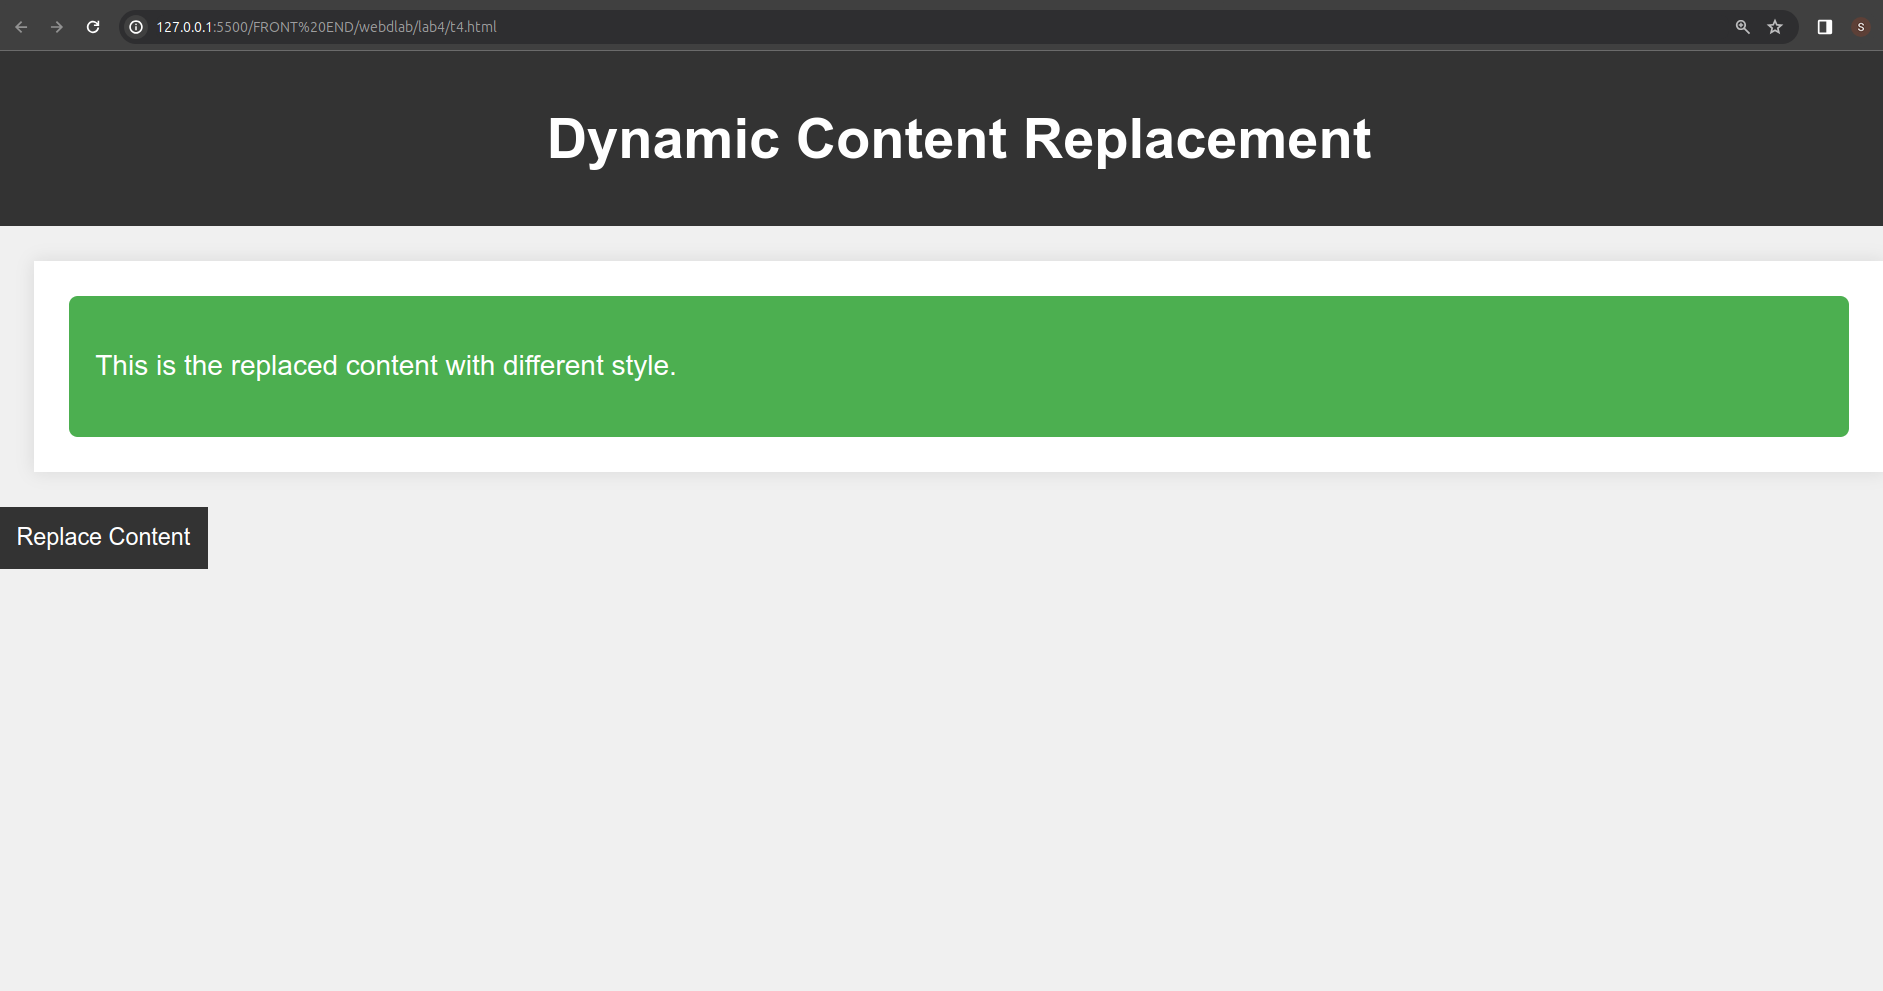 127.0.0.1:5500/FRONT%20END/webdlab/lab4/t4.html
S
Dynamic Content Replacement
This is the replaced content with different style.
Replace Content